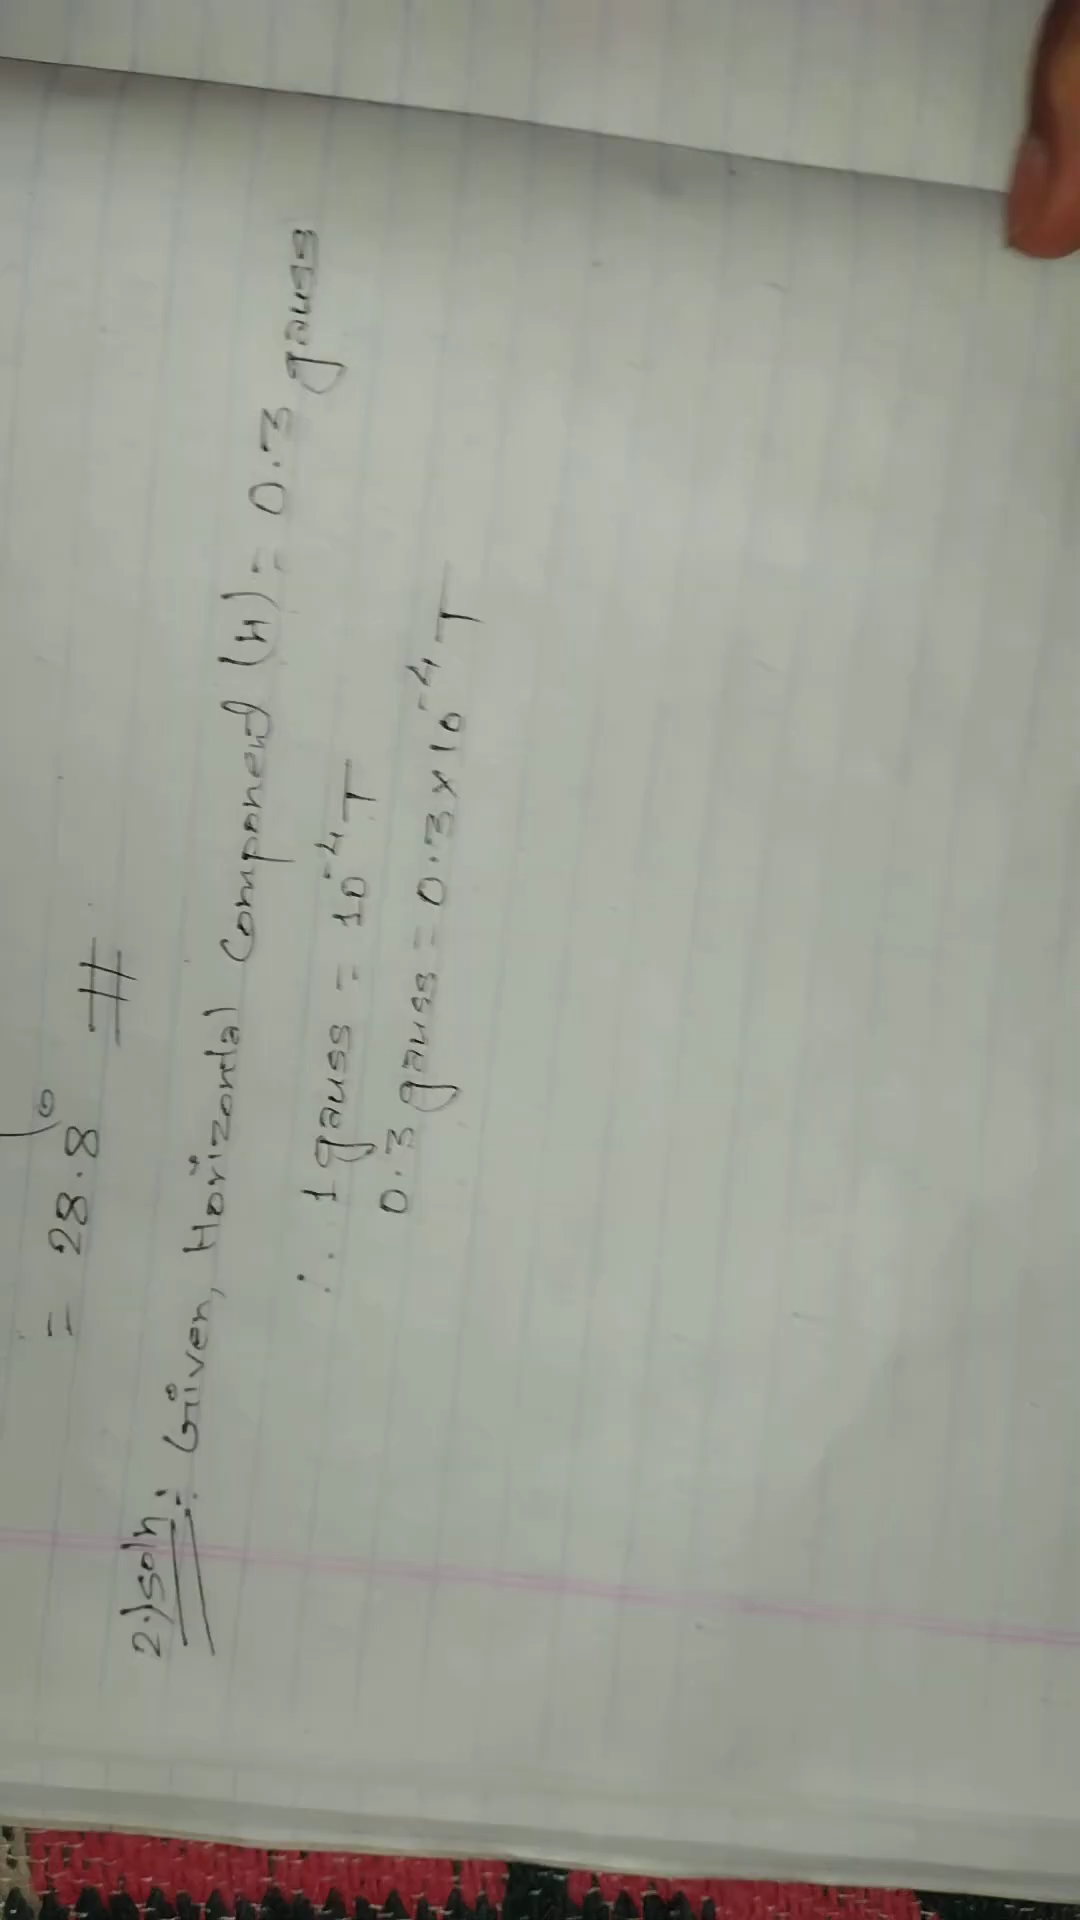 = 28.8°
2.) Soln: Given, Horizontal Component (H) = 0.3 gauss
∴ 1 gauss = 10⁻⁴ T
0.3 gauss = 0.3 × 10⁻⁴ T